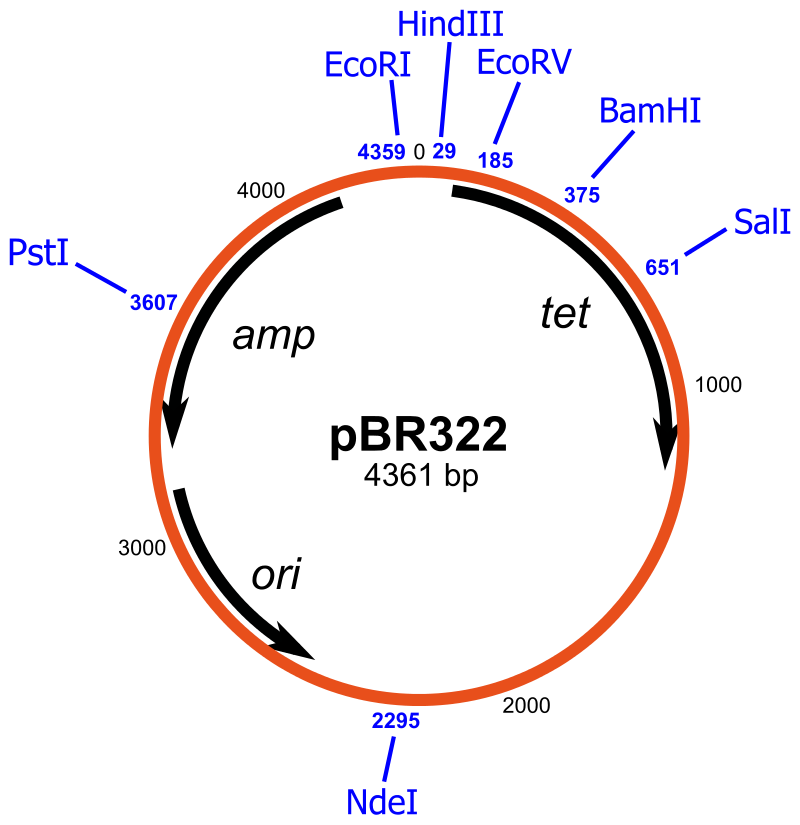 HindIII
EcoRI
EcoRV
BamHI
SalI
PstI
4359
0
29
185
375
651
4000
3607
amp
tet
1000
pBR322
4361 bp
3000
ori
2000
2295
NdeI